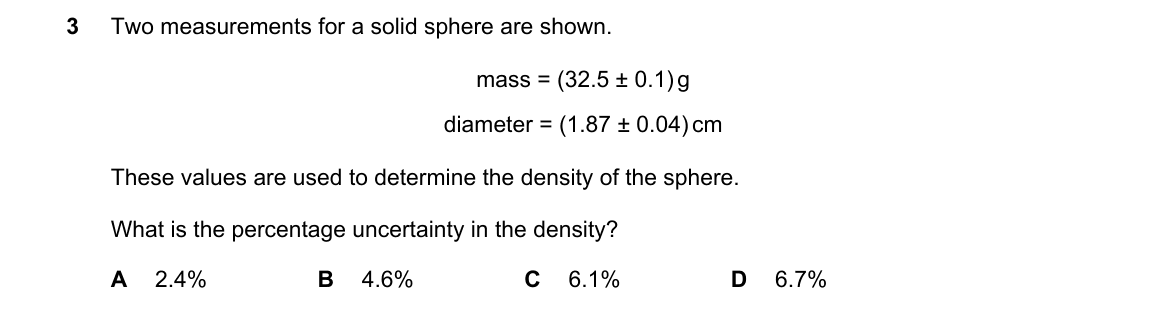 3 Two measurements for a solid sphere are shown.
mass = (32.5 ± 0.1) g
diameter = (1.87 ± 0.04) cm
These values are used to determine the density of the sphere.
What is the percentage uncertainty in the density?
A 2.4% B 4.6% C 6.1% D 6.7%